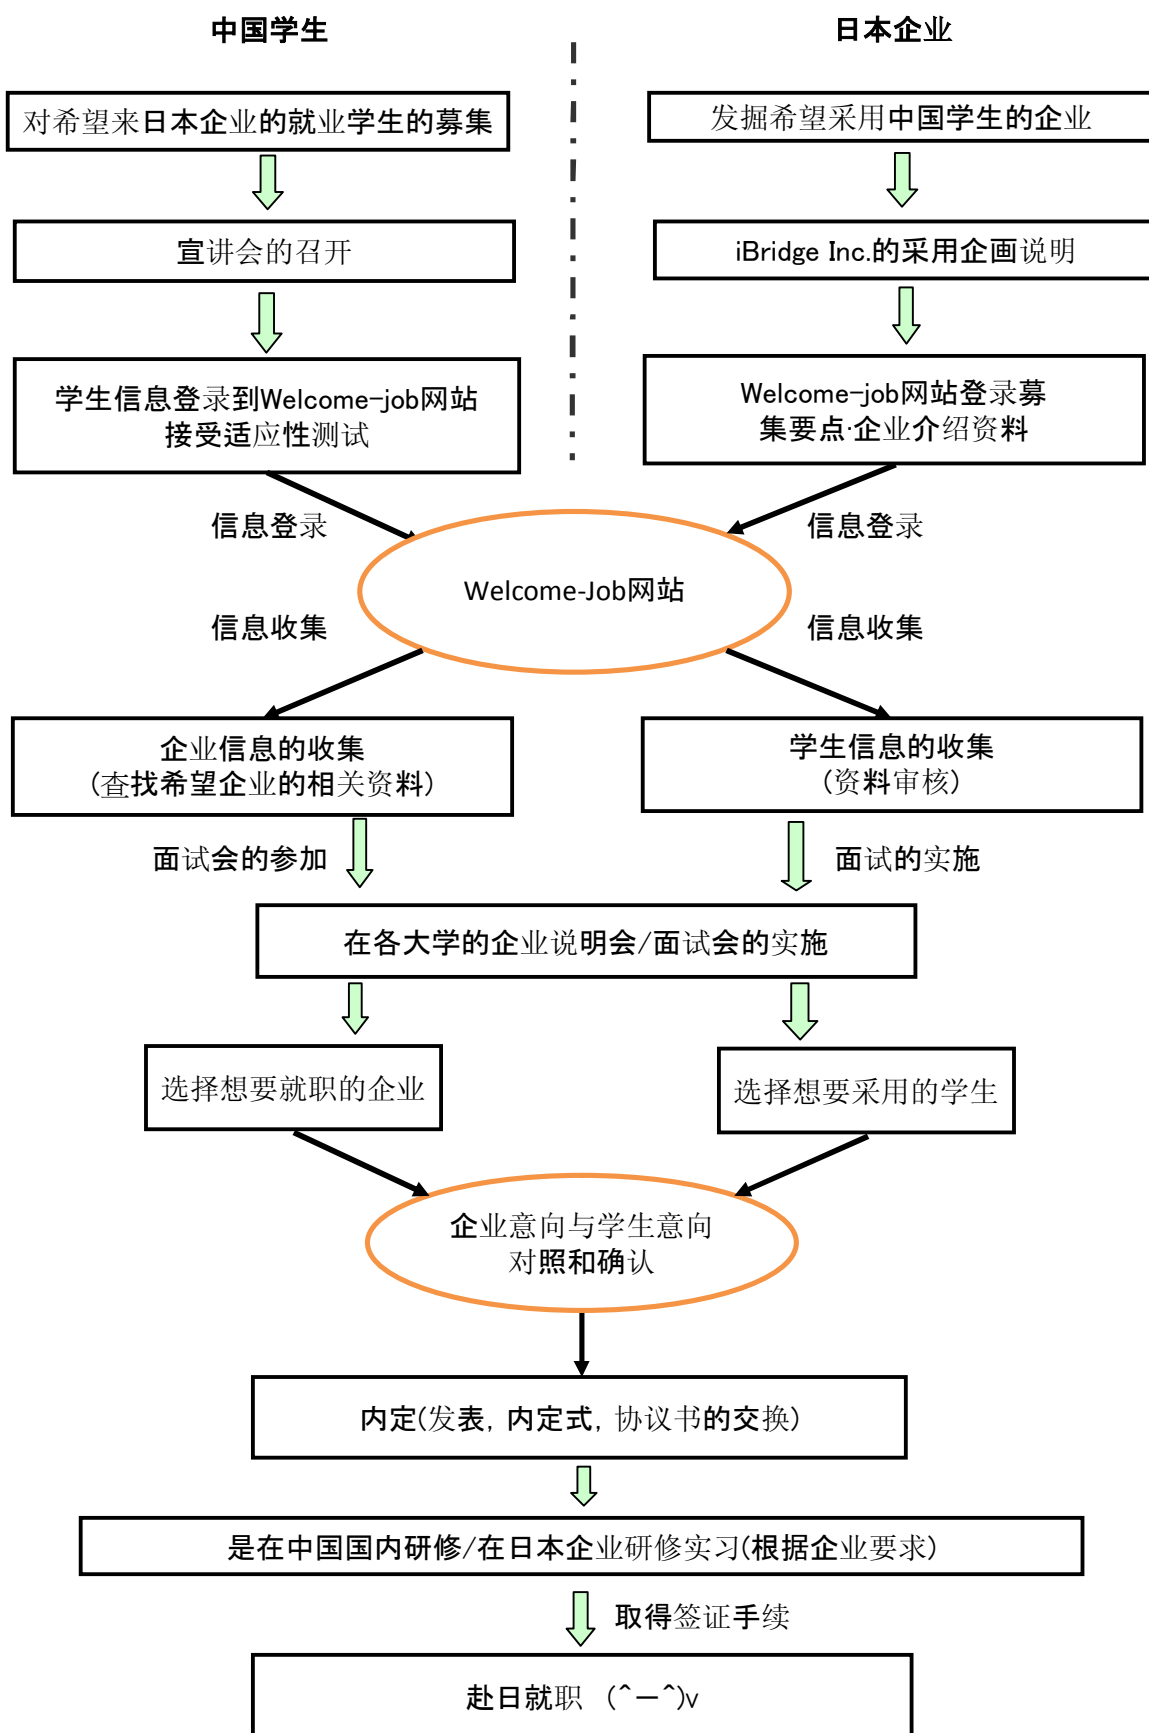 中国学生
日本企业
对希望来日本企业的就业学生的募集
发掘希望采用中国学生的企业
宣讲会的召开
iBridge Inc.的采用企画说明
学生信息登录到Welcome-job网站
接受适应性测试
Welcome-job网站登录募
集要点·企业介绍资料
信息登录
信息登录
Welcome-Job网站
信息收集
信息收集
企业信息的收集
(查找希望企业的相关资料)
学生信息的收集
(资料审核)
面试会的参加
面试的实施
在各大学的企业说明会/面试会的实施
选择想要就职的企业
选择想要采用的学生
企业意向与学生意向
对照和确认
内定(发表, 内定式, 协议书的交换)
是在中国国内研修/在日本企业研修实习(根据企业要求)
取得签证手续
赴日就职 (^ー^)v